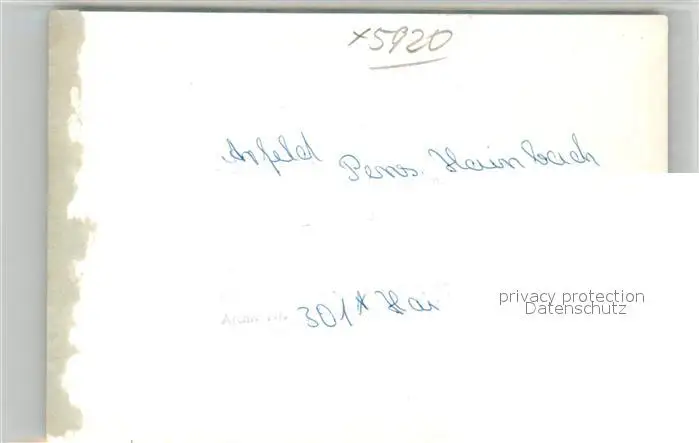 x5920
Arfeld Pens. Hainbach
301* Hai
privacy protection
Datenschutz